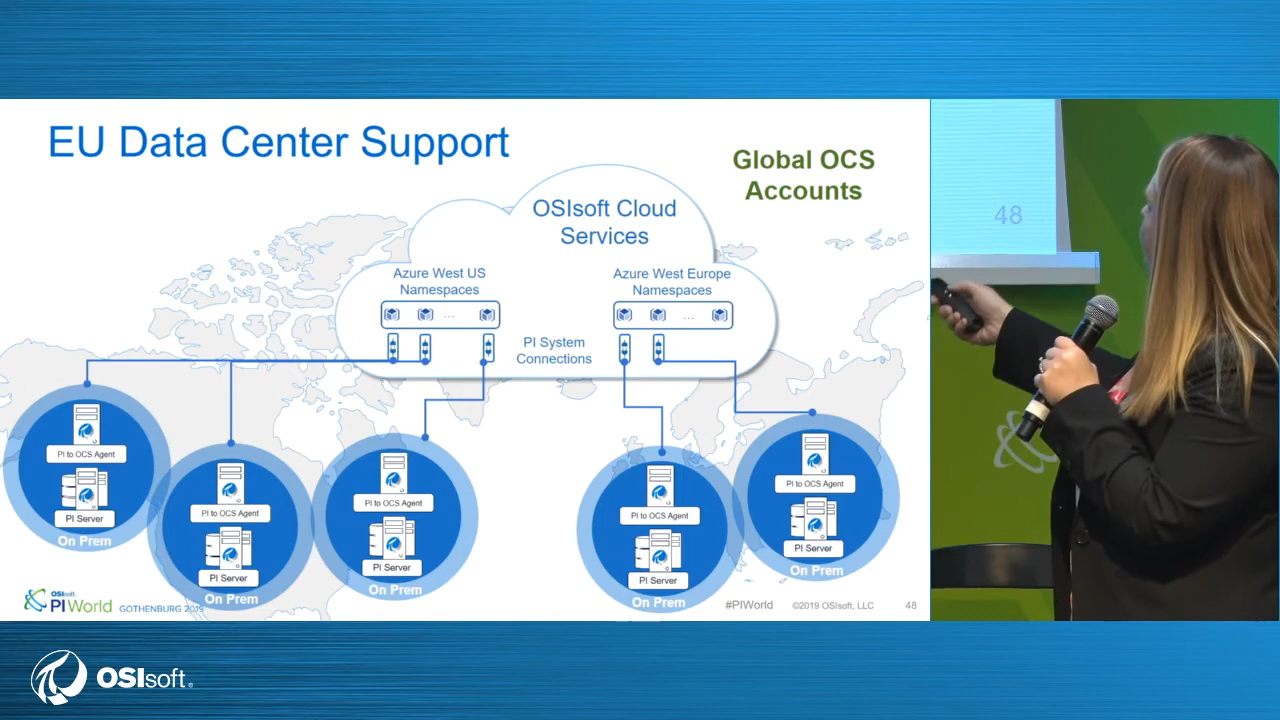 EU Data Center Support
Global OCS
Accounts
OSIsoft Cloud
Services
Azure West US
Namespaces
...
Azure West Europe
Namespaces
...
PI System
Connections
PI to OCS Agent
PI Server
On Prem
PI to OCS Agent
PI Server
On Prem
PI to OCS Agent
PI Server
On Prem
PI to OCS Agent
PI Server
On Prem
PI to OCS Agent
PI Server
On Prem
OSIsoft.
PI World GOTHENBURG 2019
#PIWorld ©2019 OSIsoft, LLC 48
48
OSIsoft.